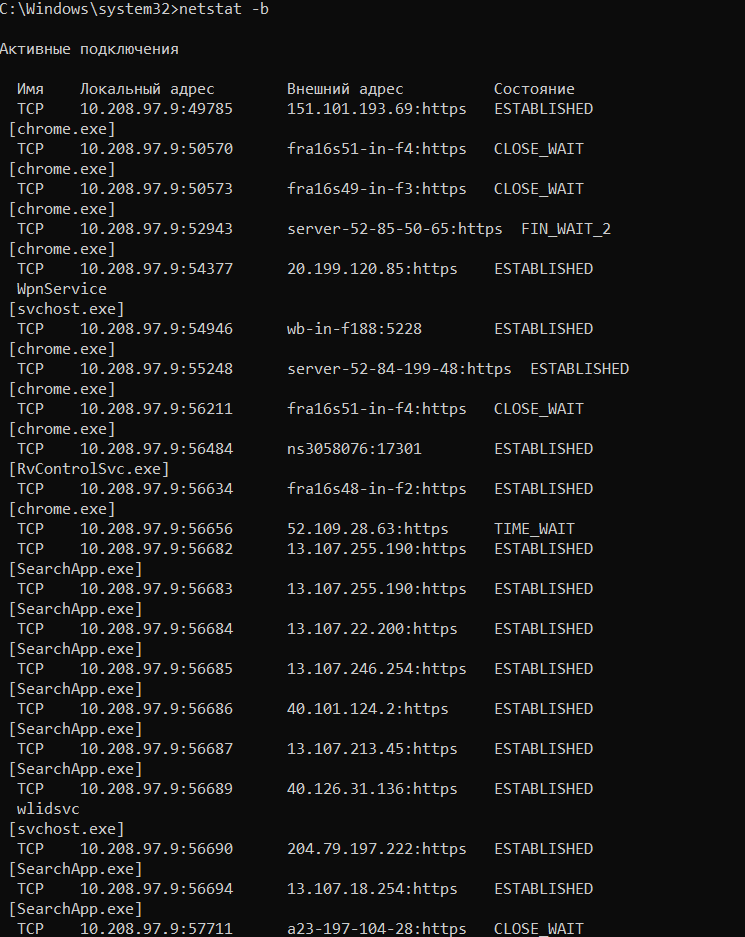 C:\Windows\system32>netstat -b
Активные подключения
Имя Локальный адрес Внешний адрес Состояние
TCP 10.208.97.9:49785 151.101.193.69:https ESTABLISHED
[chrome.exe]
TCP 10.208.97.9:50570 fra16s51-in-f4:https CLOSE_WAIT
[chrome.exe]
TCP 10.208.97.9:50573 fra16s49-in-f3:https CLOSE_WAIT
[chrome.exe]
TCP 10.208.97.9:52943 server-52-85-50-65:https FIN_WAIT_2
[chrome.exe]
TCP 10.208.97.9:54377 20.199.120.85:https ESTABLISHED
WpnService
[svchost.exe]
TCP 10.208.97.9:54946 wb-in-f188:5228 ESTABLISHED
[chrome.exe]
TCP 10.208.97.9:55248 server-52-84-199-48:https ESTABLISHED
[chrome.exe]
TCP 10.208.97.9:56211 fra16s51-in-f4:https CLOSE_WAIT
[chrome.exe]
TCP 10.208.97.9:56484 ns3058076:17301 ESTABLISHED
[RvControlSvc.exe]
TCP 10.208.97.9:56634 fra16s48-in-f2:https ESTABLISHED
[chrome.exe]
TCP 10.208.97.9:56656 52.109.28.63:https TIME_WAIT
TCP 10.208.97.9:56682 13.107.255.190:https ESTABLISHED
[SearchApp.exe]
TCP 10.208.97.9:56683 13.107.255.190:https ESTABLISHED
[SearchApp.exe]
TCP 10.208.97.9:56684 13.107.22.200:https ESTABLISHED
[SearchApp.exe]
TCP 10.208.97.9:56685 13.107.246.254:https ESTABLISHED
[SearchApp.exe]
TCP 10.208.97.9:56686 40.101.124.2:https ESTABLISHED
[SearchApp.exe]
TCP 10.208.97.9:56687 13.107.213.45:https ESTABLISHED
[SearchApp.exe]
TCP 10.208.97.9:56689 40.126.31.136:https ESTABLISHED
wlidsvc
[svchost.exe]
TCP 10.208.97.9:56690 204.79.197.222:https ESTABLISHED
[SearchApp.exe]
TCP 10.208.97.9:56694 13.107.18.254:https ESTABLISHED
[SearchApp.exe]
TCP 10.208.97.9:57711 a23-197-104-28:https CLOSE_WAIT